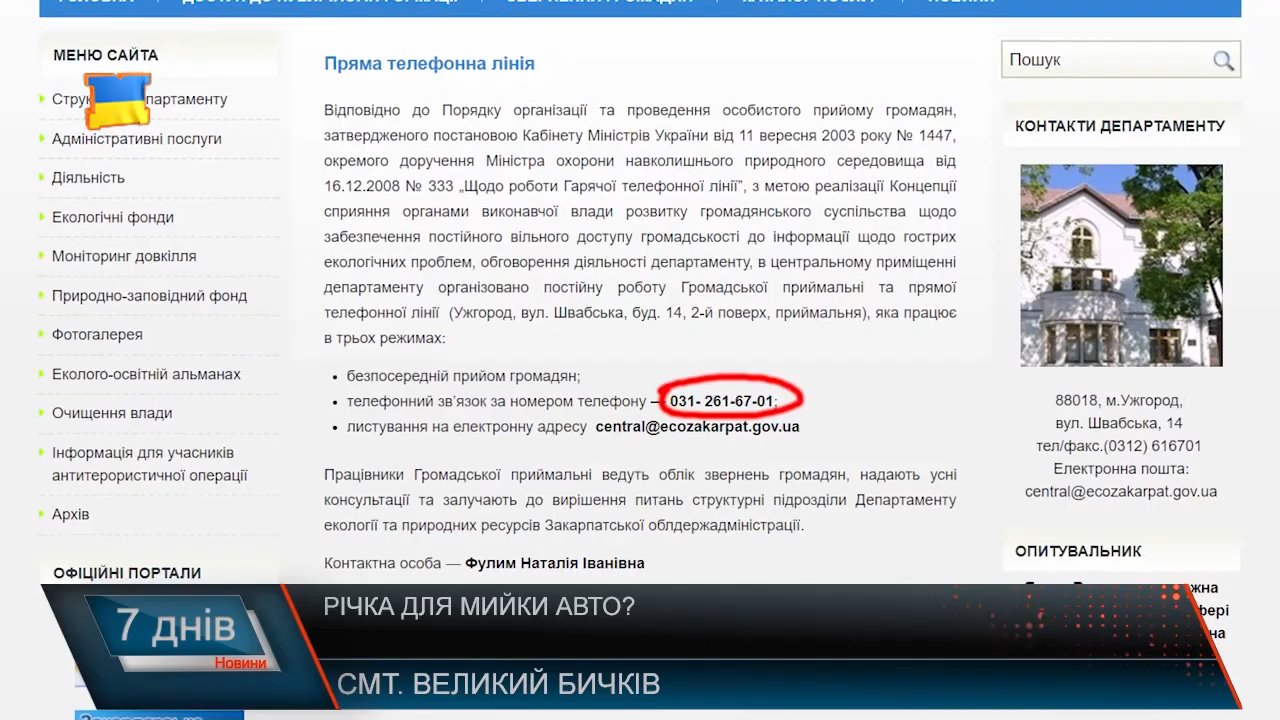 МЕНЮ САЙТА
Адміністративні послуги
Діяльність
Екологічні фонди
Моніторинг довкілля
Природно-заповідний фонд
Фотогалерея
Еколого-освітній альманах
Очищення влади
Інформація для учасників
антитерористичної операції
Архів
ОФІЦІЙНІ ПОРТАЛИ
Пряма телефонна лінія
Відповідно до Порядку організації та проведення особистого прийому громадян,
затвердженого постановою Кабінету Міністрів України від 11 вересня 2003 року № 1447,
окремого доручення Міністра охорони навколишнього природного середовища від
16.12.2008 № 333 „Щодо роботи Гарячої телефонної лінії”, з метою реалізації Концепції
сприяння органами виконавчої влади розвитку громадянського суспільства щодо
забезпечення постійного вільного доступу громадськості до інформації щодо гострих
екологічних проблем, обговорення діяльності департаменту, в центральному приміщенні
департаменту організовано постійну роботу Громадської приймальні та прямої
телефонної лінії (Ужгород, вул. Швабська, буд. 14, 2-й поверх, приймальня), яка працює
в трьох режимах:
безпосередній прийом громадян;
телефонний зв’язок за номером телефону — 031- 261-67-01;
листування на електронну адресу central@ecozakarpat.gov.ua
Працівники Громадської приймальні ведуть облік звернень громадян, надають усні
консультації та залучають до вирішення питань структурні підрозділи Департаменту
екології та природних ресурсів Закарпатської облдержадміністрації.
Контактна особа — Фулим Наталія Іванівна
Пошук
КОНТАКТИ ДЕПАРТАМЕНТУ
88018, м.Ужгород,
вул. Швабська, 14
тел/факс.(0312) 616701
Електронна пошта:
central@ecozakarpat.gov.ua
ОПИТУВАЛЬНИК
7 днів
Новини
РІЧКА ДЛЯ МИЙКИ АВТО?
СМТ. ВЕЛИКИЙ БИЧКІВ